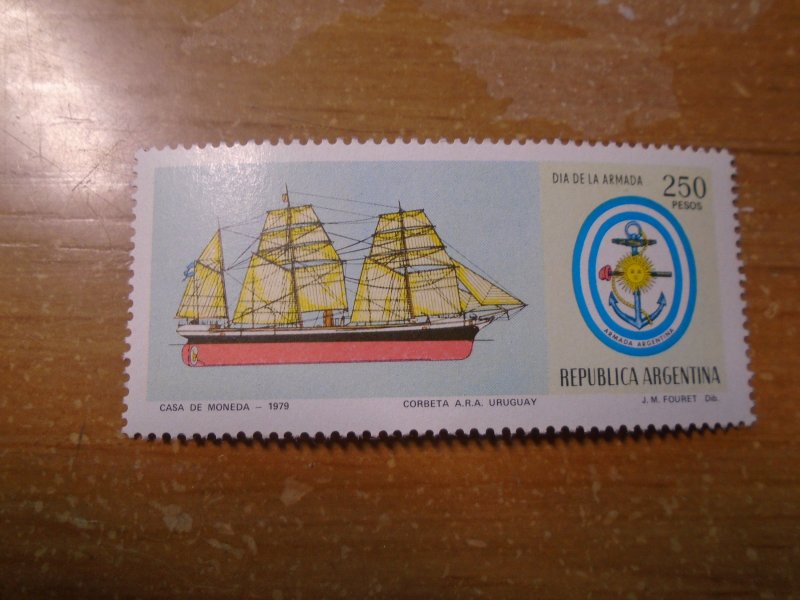 DIA DE LA ARMADA
250
PESOS
ARMADA ARGENTINA
REPUBLICA ARGENTINA
CASA DE MONEDA – 1979
CORBETA A.R.A. URUGUAY
J. M. FOURET Dib.